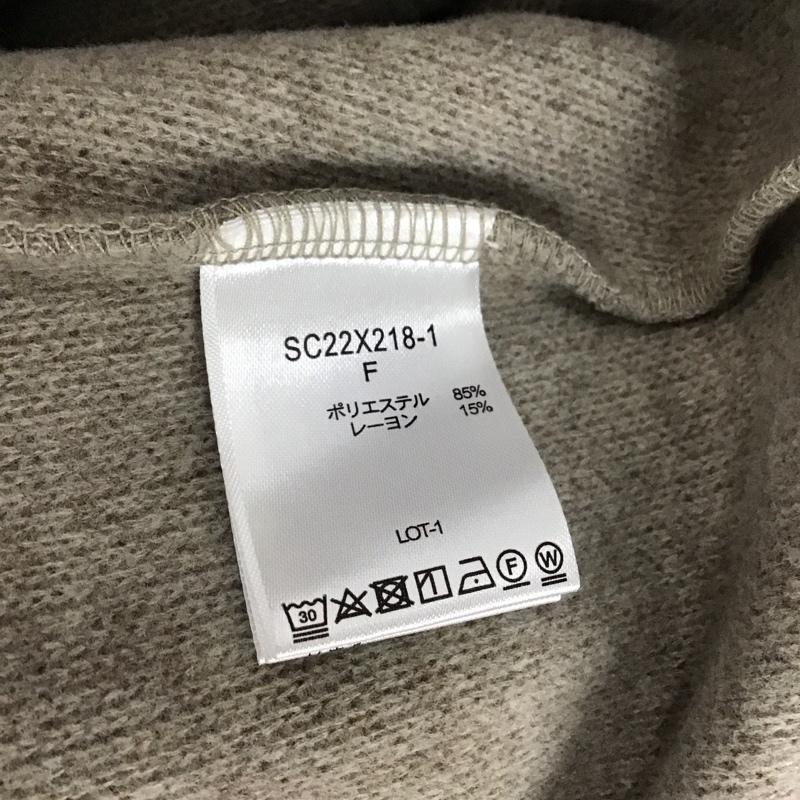 SC22X218-1
F
ポリエステル 85%
レーヨン 15%
LOT-1
30 F W